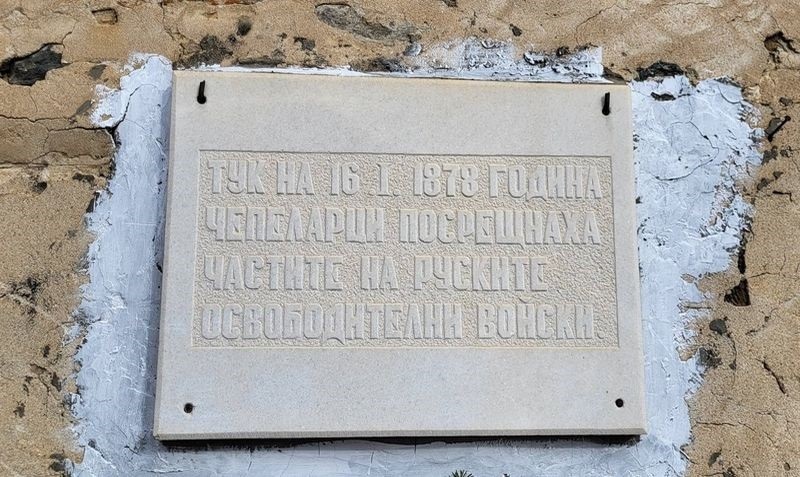 ТУК НА 16 I. 1878 ГОДИНА
ЧЕПЕЛАРЦИ ПОСРЕЩНАХА
ЧАСТИТЕ НА РУСКИТЕ
ОСВОБОДИТЕЛНИ ВОЙСКИ.